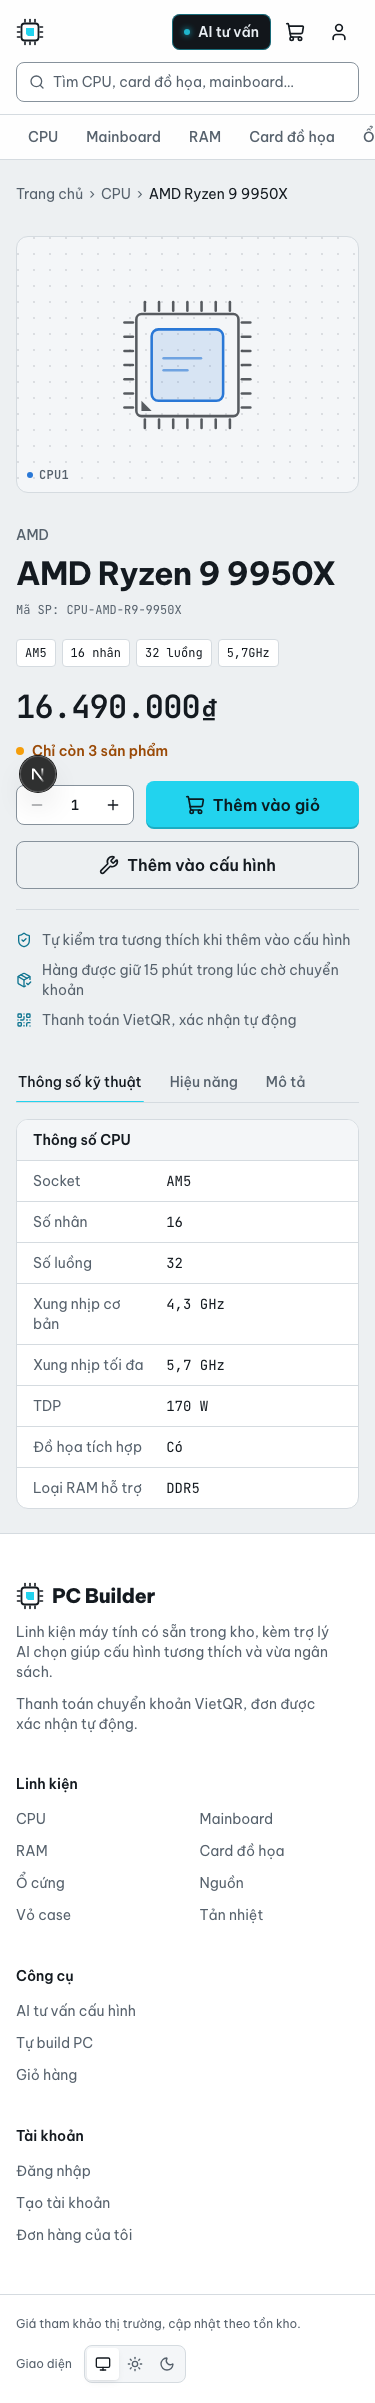 AI tư vấn
Tìm CPU, card đồ họa, mainboard...
CPU Mainboard RAM Card đồ họa Ổ
Trang chủ › CPU › AMD Ryzen 9 9950X
CPU1
AMD
AMD Ryzen 9 9950X
Mã SP: CPU-AMD-R9-9950X
AM5 16 nhân 32 luồng 5,7GHz
16.490.000₫
Chỉ còn 3 sản phẩm
N
− 1 + Thêm vào giỏ
Thêm vào cấu hình
Tự kiểm tra tương thích khi thêm vào cấu hình
Hàng được giữ 15 phút trong lúc chờ chuyển
khoản
Thanh toán VietQR, xác nhận tự động
Thông số kỹ thuật Hiệu năng Mô tả
Thông số CPU
Socket AM5
Số nhân 16
Số luồng 32
Xung nhịp cơ 4,3 GHz
bản
Xung nhịp tối đa 5,7 GHz
TDP 170 W
Đồ họa tích hợp Có
Loại RAM hỗ trợ DDR5
PC Builder
Linh kiện máy tính có sẵn trong kho, kèm trợ lý
AI chọn giúp cấu hình tương thích và vừa ngân
sách.
Thanh toán chuyển khoản VietQR, đơn được
xác nhận tự động.
Linh kiện
CPU Mainboard
RAM Card đồ họa
Ổ cứng Nguồn
Vỏ case Tản nhiệt
Công cụ
AI tư vấn cấu hình
Tự build PC
Giỏ hàng
Tài khoản
Đăng nhập
Tạo tài khoản
Đơn hàng của tôi
Giá tham khảo thị trường, cập nhật theo tồn kho.
Giao diện